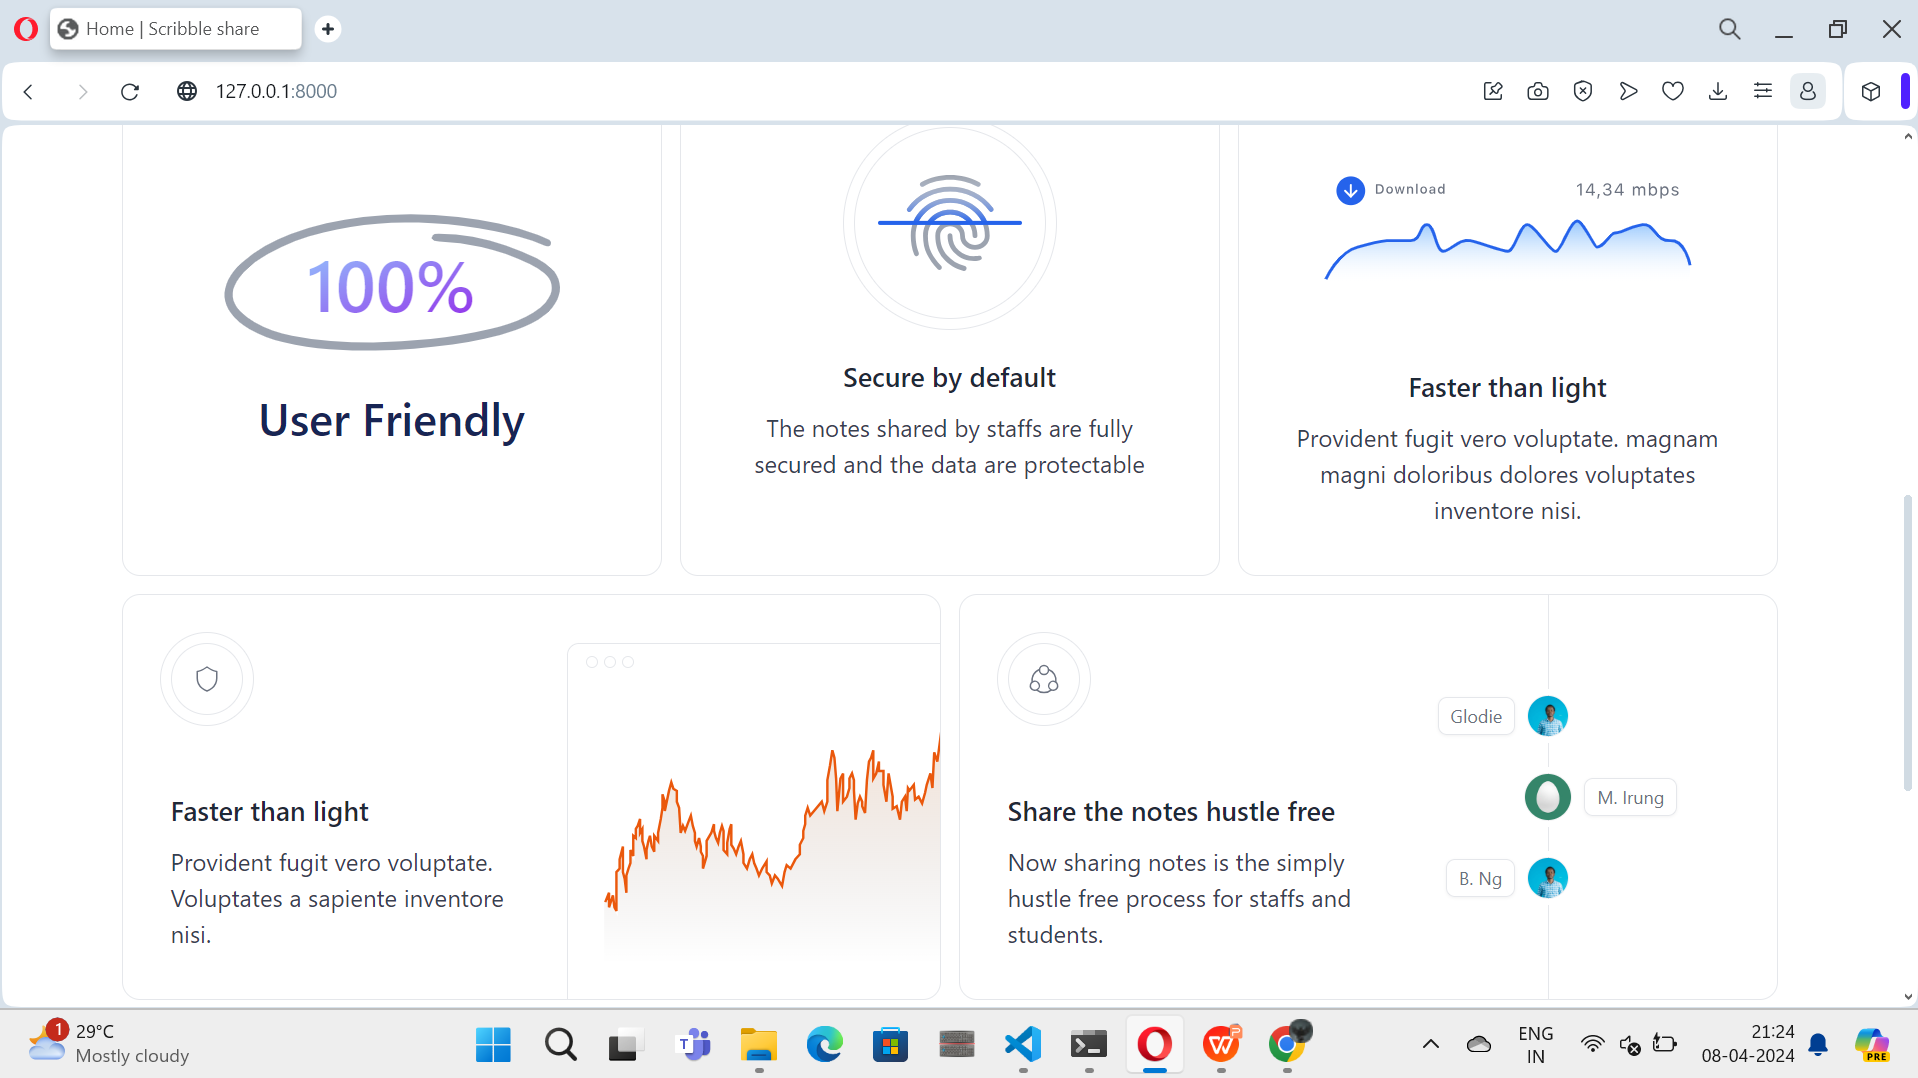 Home | Scribble share
127.0.0.1:8000
100%
User Friendly
Secure by default
The notes shared by staffs are fully
secured and the data are protectable
Download
14,34 mbps
Faster than light
Provident fugit vero voluptate. magnam
magni doloribus dolores voluptates
inventore nisi.
Faster than light
Provident fugit vero voluptate.
Voluptates a sapiente inventore
nisi.
Share the notes hustle free
Now sharing notes is the simply
hustle free process for staffs and
students.
Glodie
M. Irung
B. Ng
1
29°C
Mostly cloudy
T
W
P
PRE
ENG
IN
21:24
08-04-2024